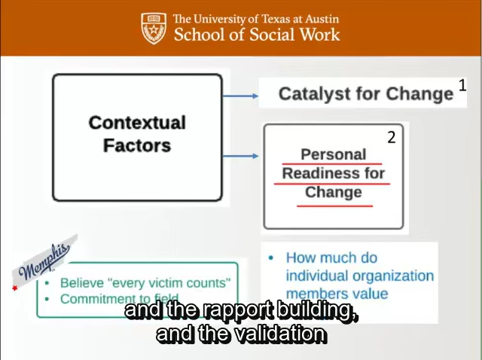 The University of Texas at Austin
School of Social Work
Contextual
Factors
Catalyst for Change 1
2
Personal
Readiness for
Change
Memphis
• Believe "every victim counts"
• Commitment to field
• How much do
individual organization
members value
and the rapport building,
and the validation